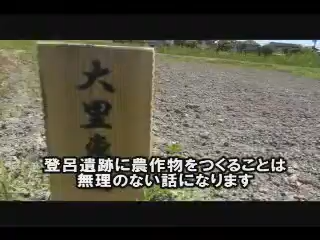 大里
登呂遺跡に農作物をつくることは
無理のない話になります